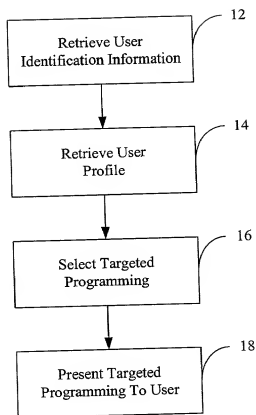 12
Retrieve User
Identification Information
14
Retrieve User
Profile
16
Select Targeted
Programming
18
Present Targeted
Programming To User